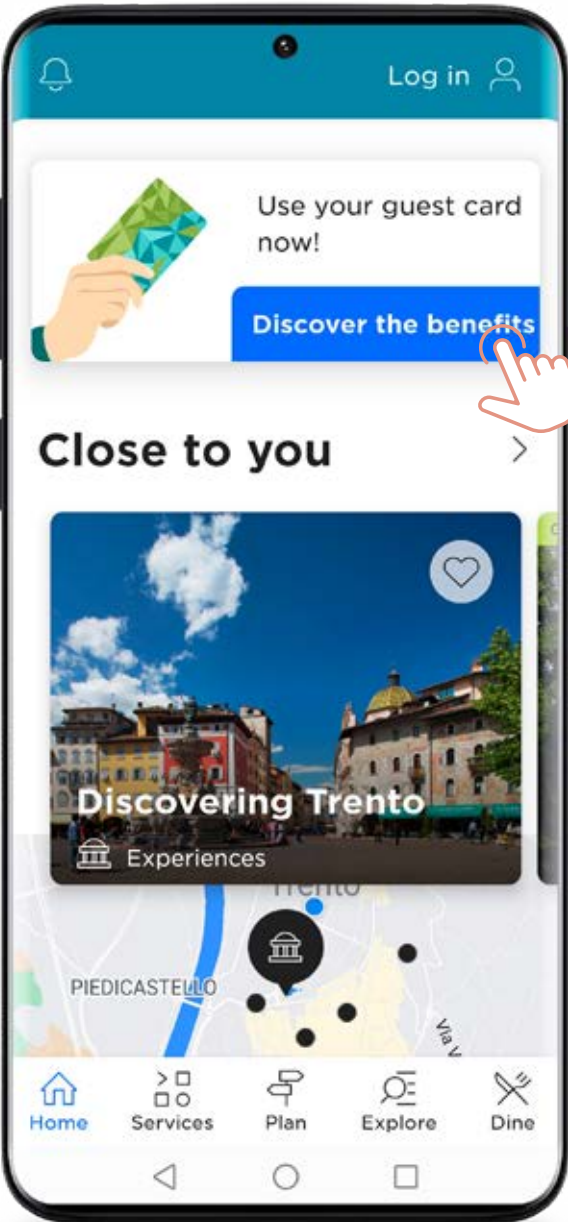 Log in
Use your guest card
now!
Discover the benefits
Close to you
Discovering Trento
Experiences
Trento
PIEDICASTELLO
Via V
Home
Services
Plan
Explore
Dine